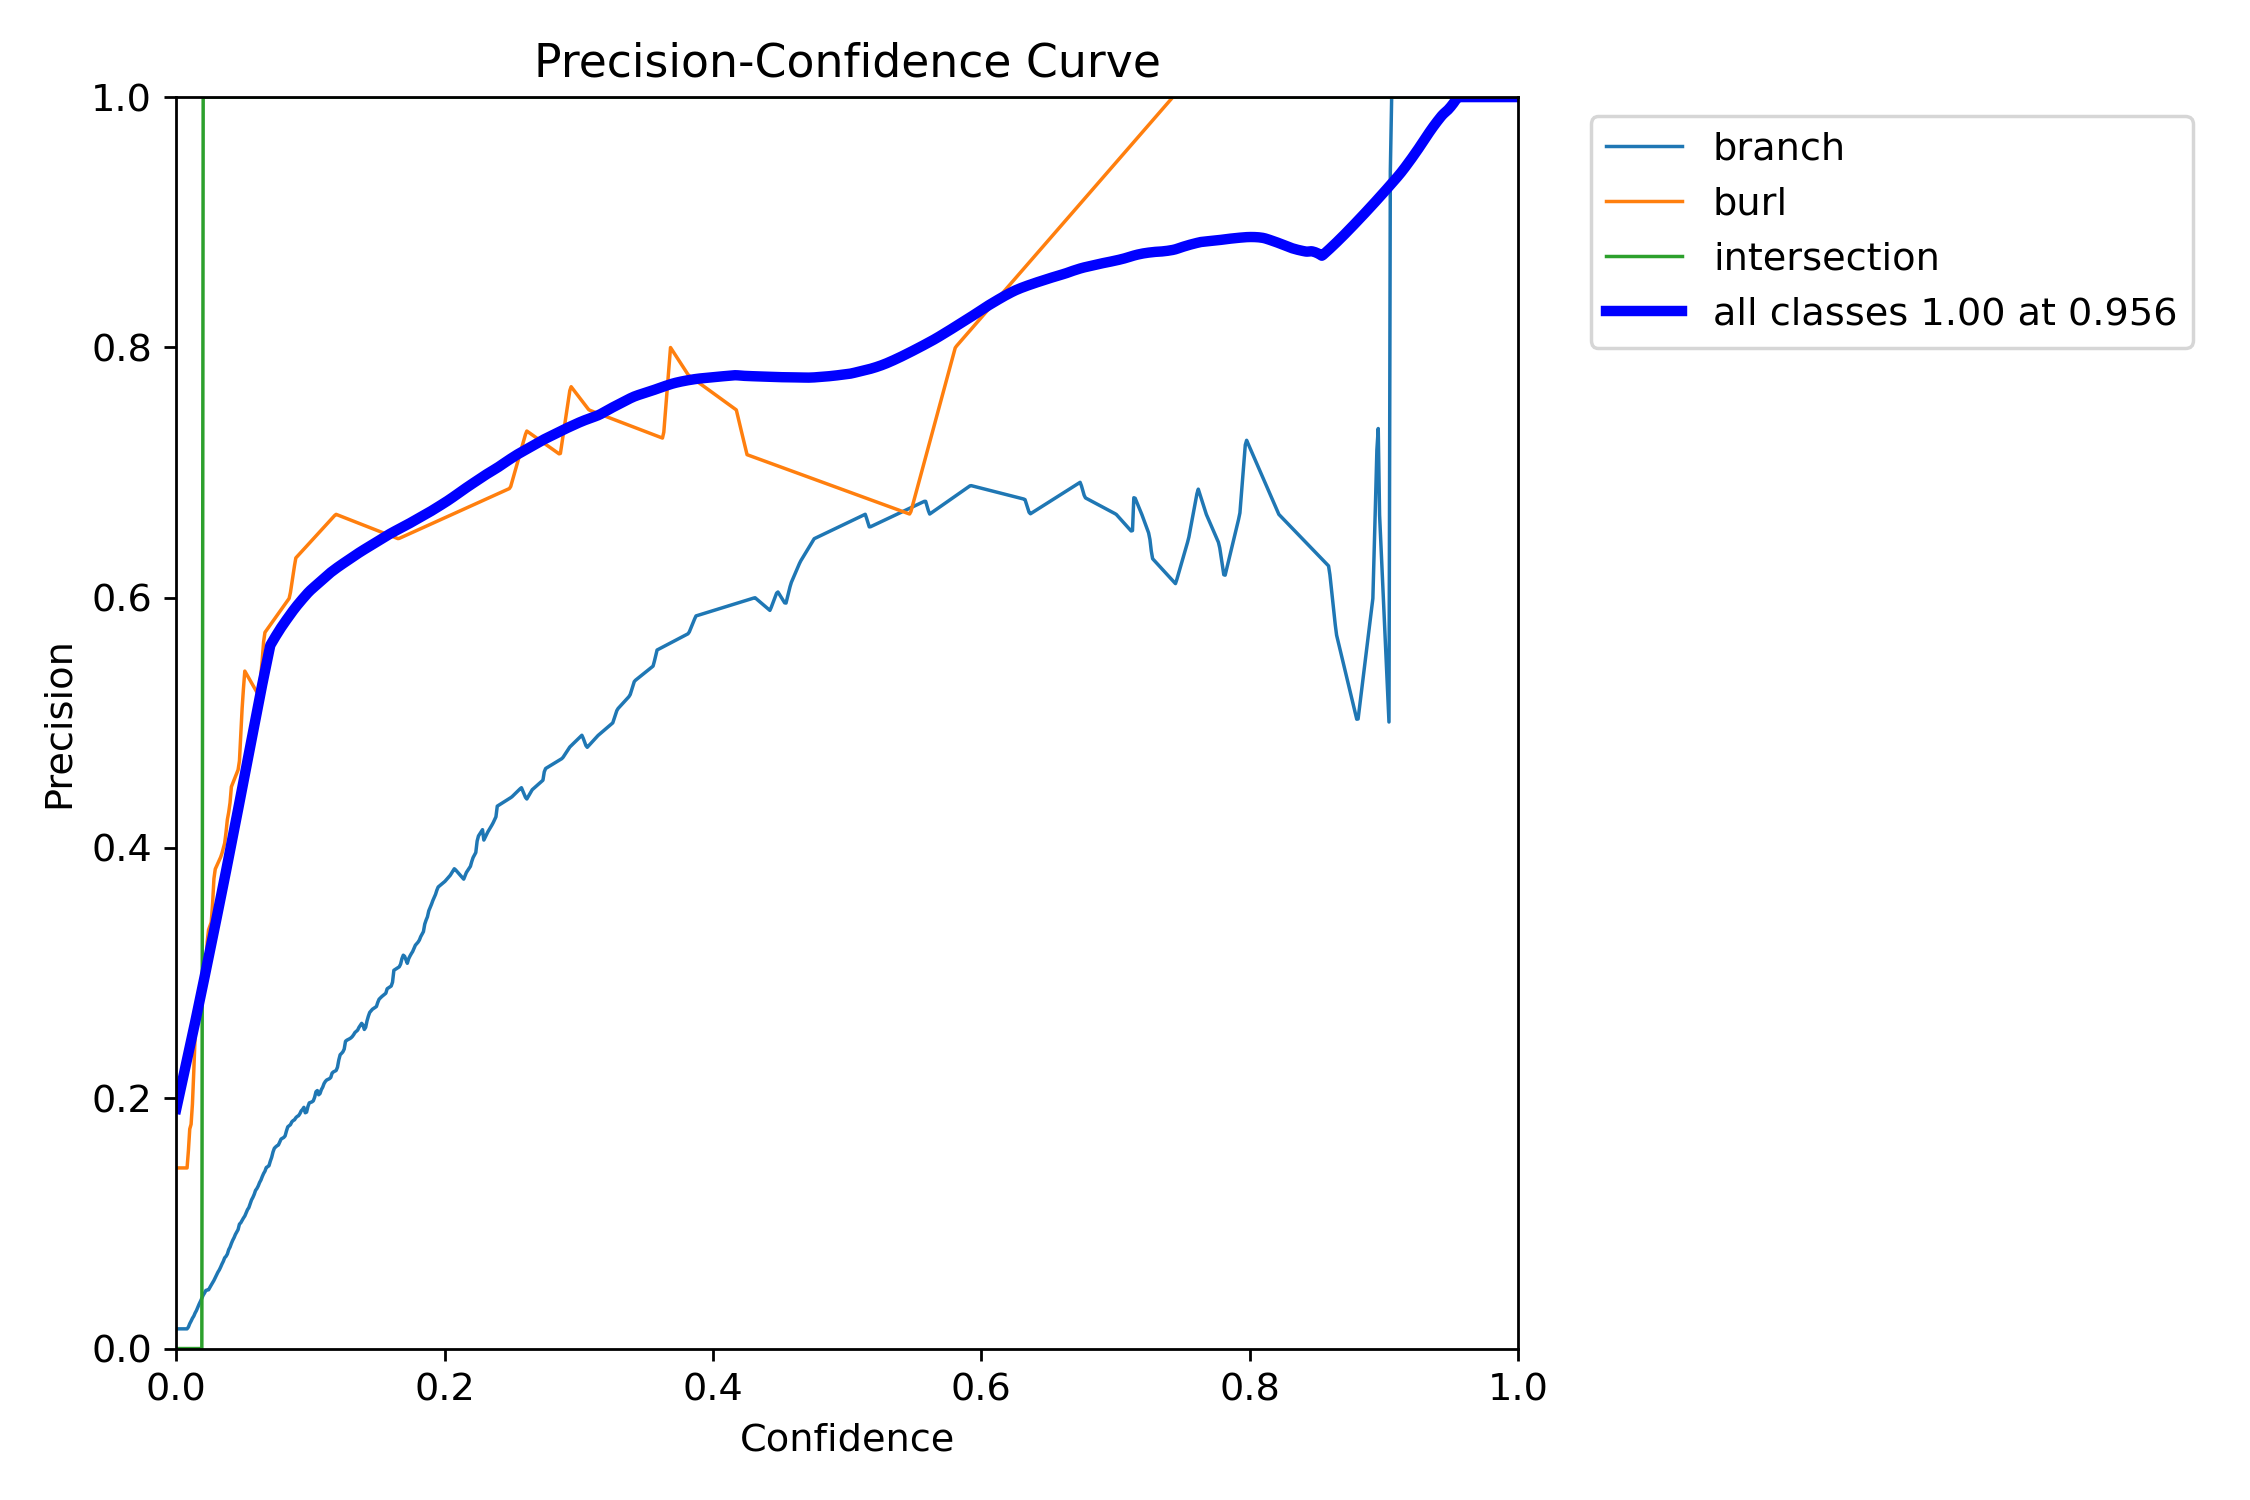 Precision-Confidence Curve
1.0
0.8
0.6
0.4
0.2
0.0
Precision
0.0 0.2 0.4 0.6 0.8 1.0
Confidence
branch
burl
intersection
all classes 1.00 at 0.956